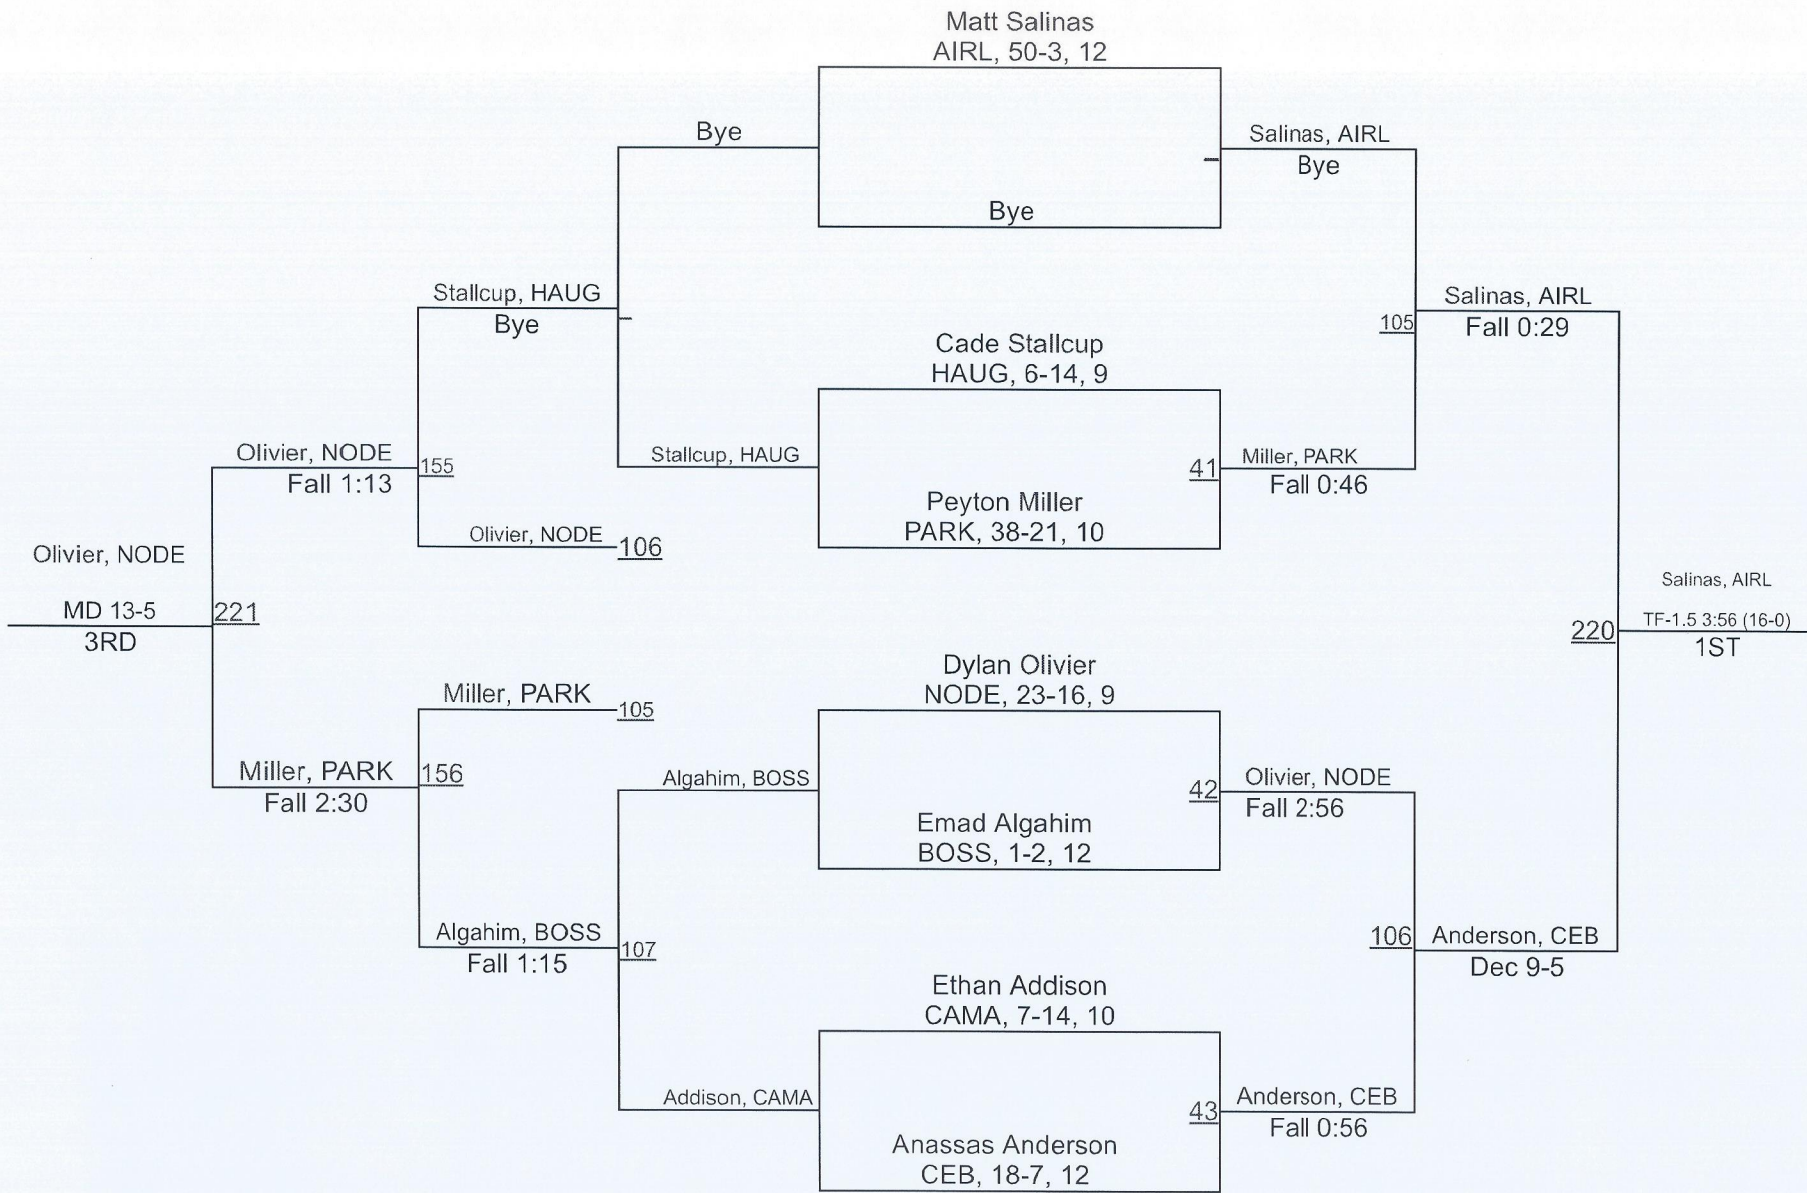 Matt Salinas
AIRL, 50-3, 12
Bye
Salinas, AIRL
Bye
Bye
Stallcup, HAUG
Bye
Salinas, AIRL
105
Fall 0:29
Cade Stallcup
HAUG, 6-14, 9
Olivier, NODE
155
Fall 1:13
Stallcup, HAUG
41
Miller, PARK
Fall 0:46
Peyton Miller
PARK, 38-21, 10
Olivier, NODE
106
Olivier, NODE
MD 13-5
221
3RD
Salinas, AIRL
220
TF-1.5 3:56 (16-0)
1ST
Dylan Olivier
NODE, 23-16, 9
Miller, PARK
105
Miller, PARK
156
Fall 2:30
Algahim, BOSS
42
Olivier, NODE
Fall 2:56
Emad Algahim
BOSS, 1-2, 12
Algahim, BOSS
107
Fall 1:15
106
Anderson, CEB
Dec 9-5
Ethan Addison
CAMA, 7-14, 10
Addison, CAMA
43
Anderson, CEB
Fall 0:56
Anassas Anderson
CEB, 18-7, 12